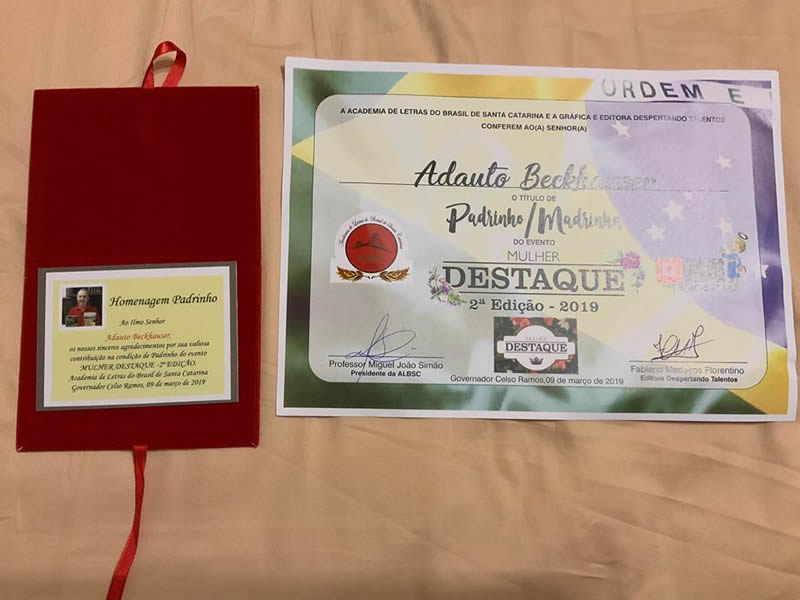 Homenagem Padrinho
Ao Ilmo Senhor
Adauto Beckhauser,
os nossos sinceros agradecimentos por sua valiosa
contribuição na condição de Padrinho do evento
MULHER DESTAQUE -2ª EDIÇÃO.
Academia de Letras do Brasil de Santa Catarina
Governador Celso Ramos, 09 de março de 2019
ORDEM E
A ACADEMIA DE LETRAS DO BRASIL DE SANTA CATARINA E A GRÁFICA E EDITORA DESPERTANDO TALENTOS
CONFEREM AO(A) SENHOR(A)
Adauto Beckhauser
O TÍTULO DE
Padrinho/Madrinha
DO EVENTO
MULHER
DESTAQUE
2ª Edição - 2019
MULHER
DESTAQUE
Professor Miguel João Simão
Presidente da ALBSC
Governador Celso Ramos,09 de março de 2019
Fabiano Medeiros Florentino
Editora Despertando Talentos